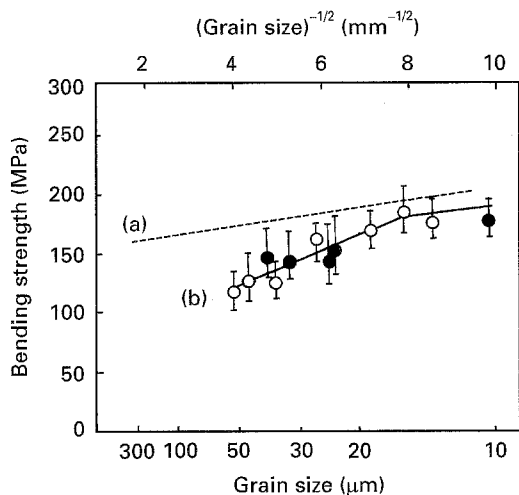 (Grain size)⁻¹/² (mm⁻¹/²)
2 4 6 8 10
300
250
200
150
100
50
0
Bending strength (MPa)
(a)
(b)
300 100 50 30 20 10
Grain size (μm)